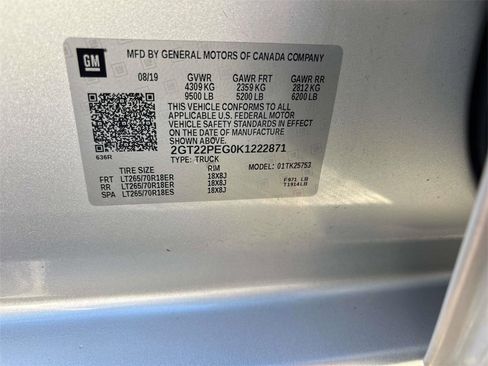 GM
MFD BY GENERAL MOTORS OF CANADA COMPANY
08/19 GVWR GAWR FRT GAWR RR
4309 KG 2359 KG 2812 KG
9500 LB 5200 LB 6200 LB
THIS VEHICLE CONFORMS TO ALL
APPLICABLE U.S. FEDERAL MOTOR
VEHICLE SAFETY STANDARDS IN EFFECT
ON THE DATE OF MANUFACTURE
SHOWN ABOVE.
636R
2GT22PEG0K1222871
TYPE: TRUCK MODEL: 01TK25753
TIRE SIZE RIM
FRT LT265/70R18ER 18X8J
RR LT265/70R18ER 18X8J
SPA LT265/70R18ES 18X8J
F971 LB
T1914LB